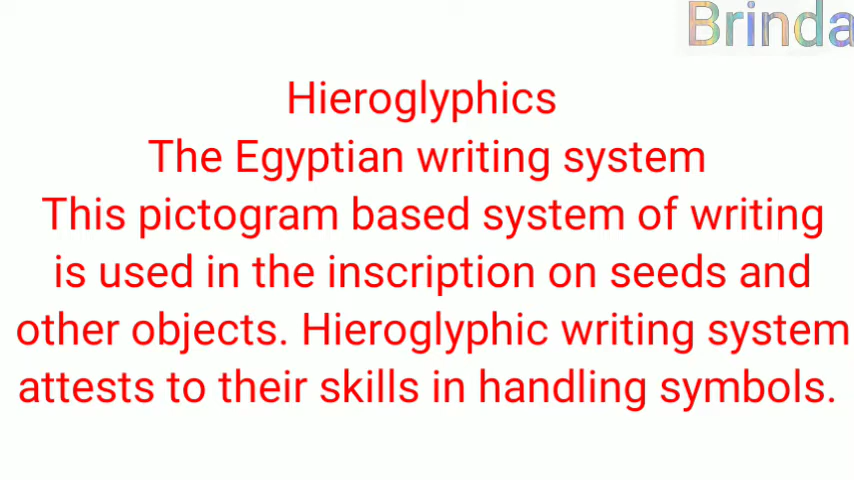 Brinda
Hieroglyphics
The Egyptian writing system
This pictogram based system of writing
is used in the inscription on seeds and
other objects. Hieroglyphic writing system
attests to their skills in handling symbols.